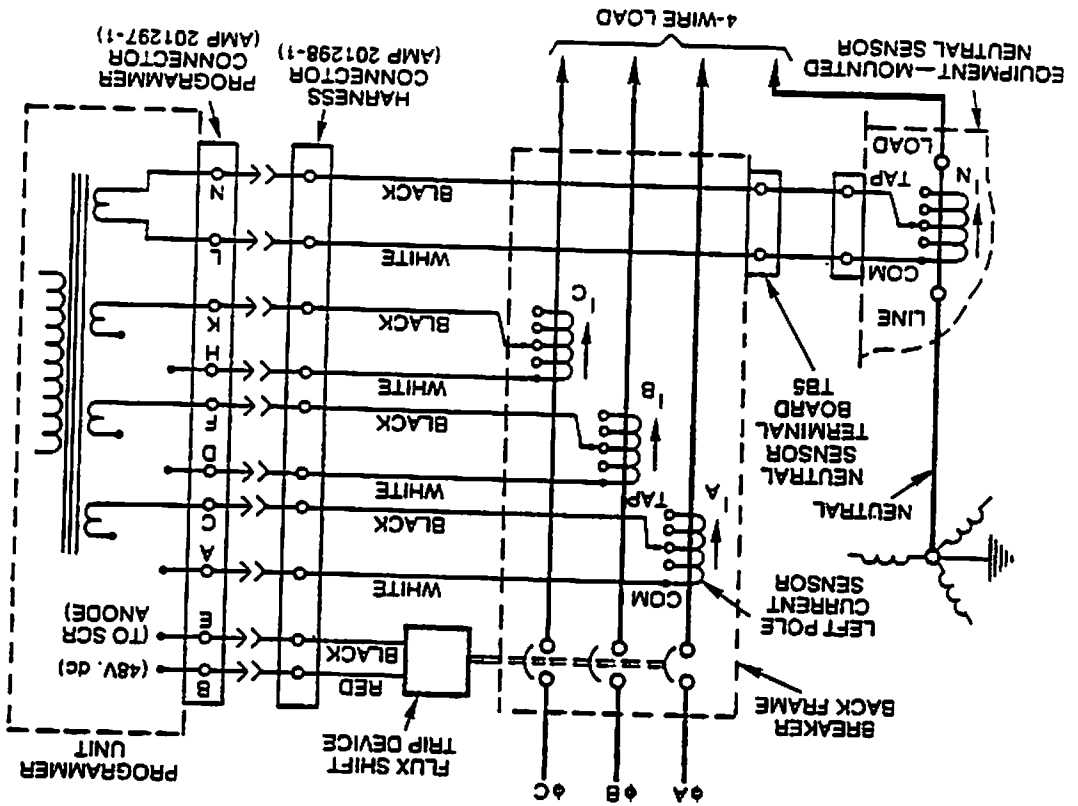 øA
øB
øC
FLUX SHIFT
TRIP DEVICE
PROGRAMMER
UNIT
BREAKER
BACK FRAME
RED
B
(48V. dc)
BLACK
E
(TO SCR
ANODE)
LEFT POLE
CURRENT
SENSOR
COM
WHITE
A
I A
TAP
BLACK
C
NEUTRAL
NEUTRAL
SENSOR
TERMINAL
BOARD
TB5
WHITE
D
I B
BLACK
F
WHITE
H
I C
BLACK
K
LINE
COM
WHITE
L
I N
TAP
BLACK
N
LOAD
EQUIPMENT-MOUNTED
NEUTRAL SENSOR
4-WIRE LOAD
HARNESS
CONNECTOR
(AMP 201298-1)
PROGRAMMER
CONNECTOR
(AMP 201297-1)